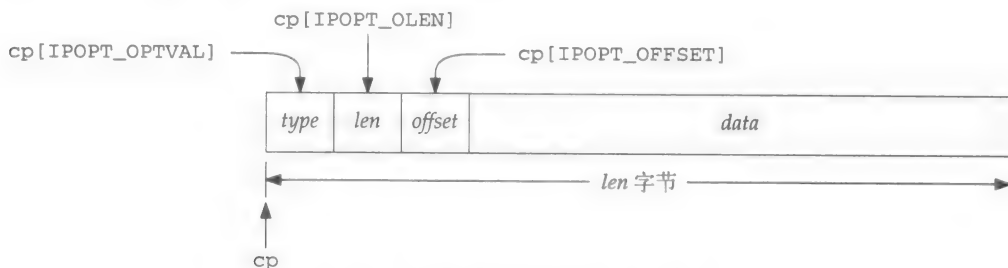 cp[IPOPT_OLEN]
cp[IPOPT_OPTVAL]
cp[IPOPT_OFFSET]
type len offset data
len 字节
cp